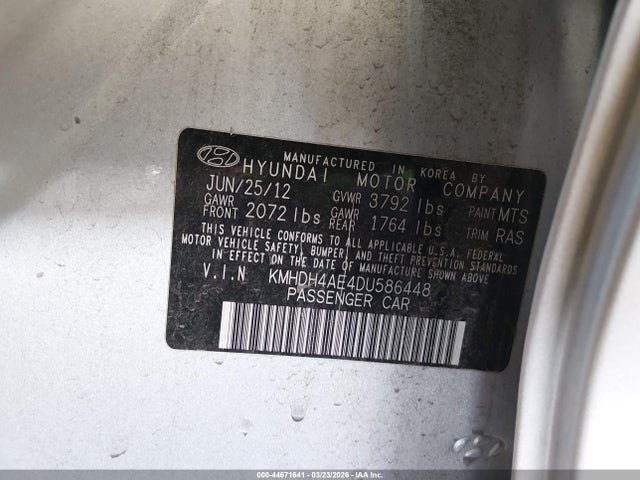 MANUFACTURED IN KOREA BY
HYUNDAI MOTOR COMPANY
JUN/25/12 GVWR 3792 lbs PAINT MTS
GAWR FRONT 2072 lbs GAWR REAR 1764 lbs TRIM RAS
THIS VEHICLE CONFORMS TO ALL APPLICABLE U.S.A. FEDERAL
MOTOR VEHICLE SAFETY, BUMPER, AND THEFT PREVENTION STANDARDS
IN EFFECT ON THE DATE OF MANUFACTURE SHOWN ABOVE.
V.I.N KMHDH4AE4DU586448
PASSENGER CAR
000-44671641 - 03/23/2026 - IAA Inc.